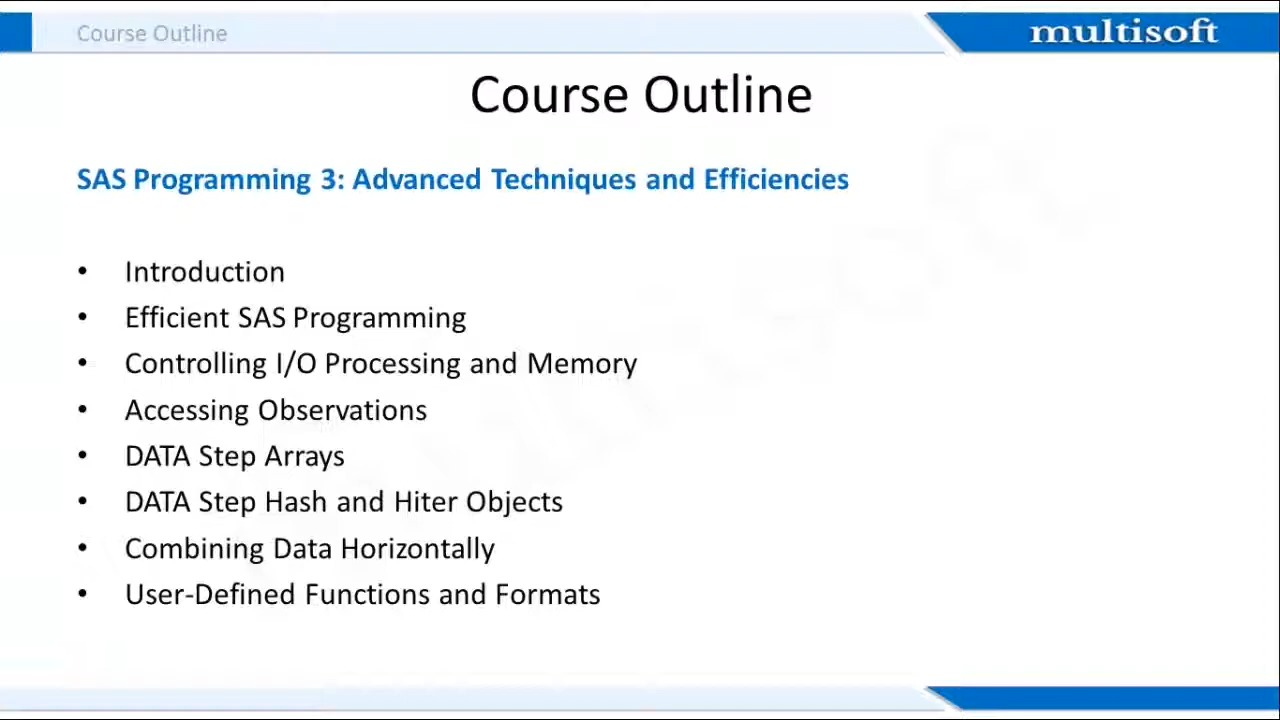 Course Outline
multisoft
Course Outline
SAS Programming 3: Advanced Techniques and Efficiencies
• Introduction
• Efficient SAS Programming
• Controlling I/O Processing and Memory
• Accessing Observations
• DATA Step Arrays
• DATA Step Hash and Hiter Objects
• Combining Data Horizontally
• User-Defined Functions and Formats